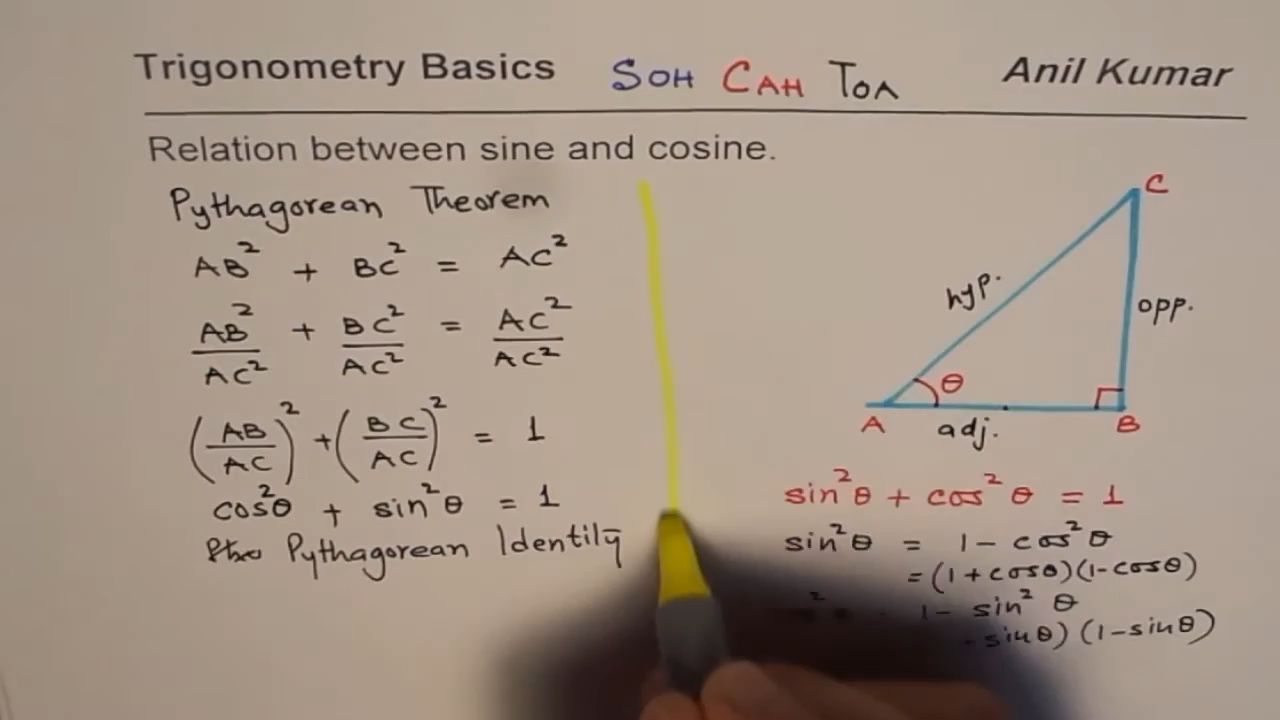 Trigonometry Basics SOH CAH TOA Anil Kumar
Relation between sine and cosine.
Pythagorean Theorem
AB² + BC² = AC²
AB²/AC² + BC²/AC² = AC²/AC²
(AB/AC)² + (BC/AC)² = 1
cos²θ + sin²θ = 1
Pythagorean Identity
C
hyp.
opp.
θ
A
adj.
B
sin²θ + cos²θ = 1
sin²θ = 1 - cos²θ
= (1 + cosθ)(1 - cosθ)
1 - sin²θ
sinθ)(1 - sinθ)